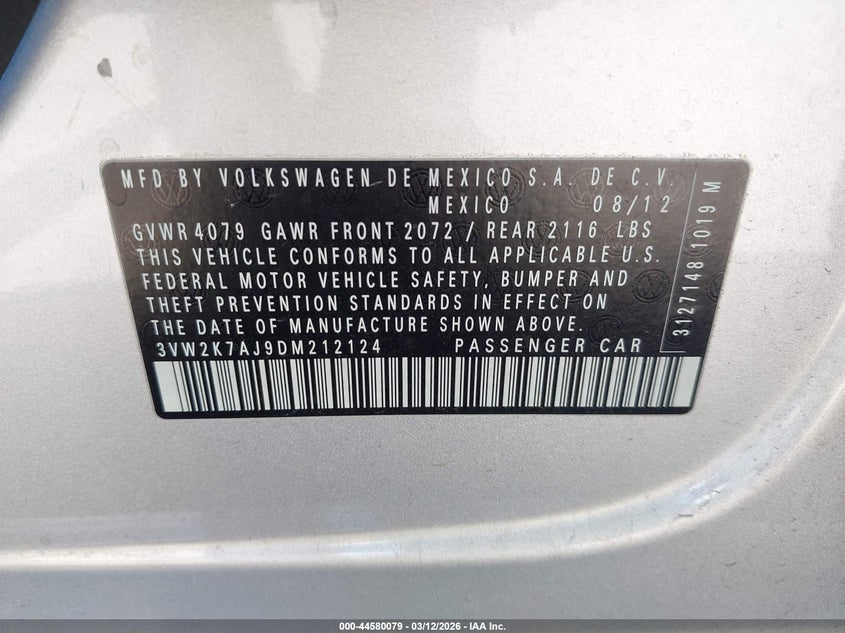 MFD BY VOLKSWAGEN DE MEXICO S.A. DE C.V.
MEXICO 08/12
GVWR 4079 GAWR FRONT 2072 / REAR 2116 LBS
THIS VEHICLE CONFORMS TO ALL APPLICABLE U.S.
FEDERAL MOTOR VEHICLE SAFETY, BUMPER AND
THEFT PREVENTION STANDARDS IN EFFECT ON
THE DATE OF MANUFACTURE SHOWN ABOVE.
3VW2K7AJ9DM212124 PASSENGER CAR
3127148 1019 M
000-44580079 - 03/12/2026 - IAA Inc.